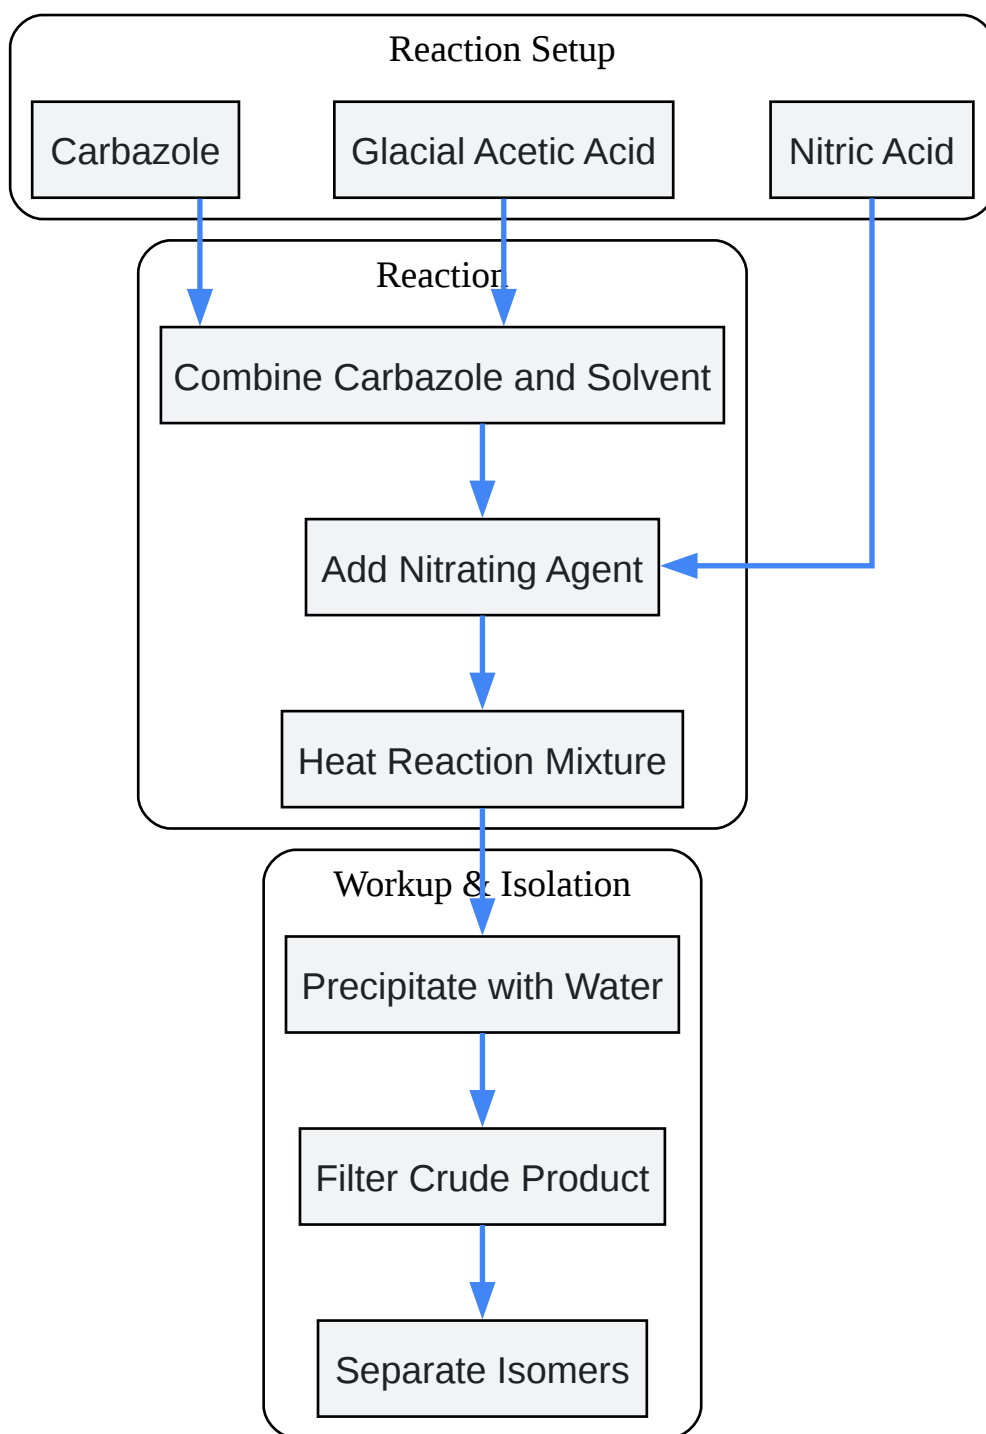 Reaction Setup
Carbazole
Glacial Acetic Acid
Nitric Acid
Reaction
Combine Carbazole and Solvent
Add Nitrating Agent
Heat Reaction Mixture
Workup & Isolation
Precipitate with Water
Filter Crude Product
Separate Isomers